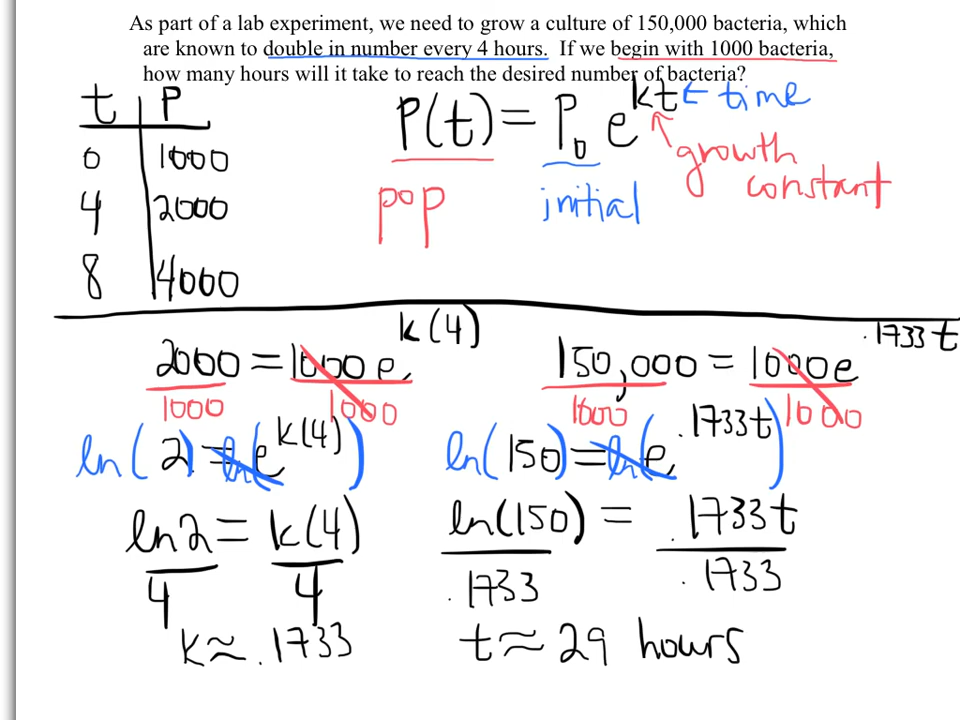 As part of a lab experiment, we need to grow a culture of 150,000 bacteria, which
are known to double in number every 4 hours.  If we begin with 1000 bacteria,
how many hours will it take to reach the desired number of bacteria?
t | P
0 | 1000
4 | 2000
8 | 4000
P(t) = P₀ e^kt ← time
growth
constant
pop
initial
2000 = 1000 e^k(4)
1000 1000
ln(2) = ln(e^k(4))
ln 2 = k(4)
4 4
k ≈ .1733
150,000 = 1000e^.1733t
1000 1000
ln(150) = ln(e^.1733t)
ln(150) = .1733t
.1733 .1733
t ≈ 29 hours